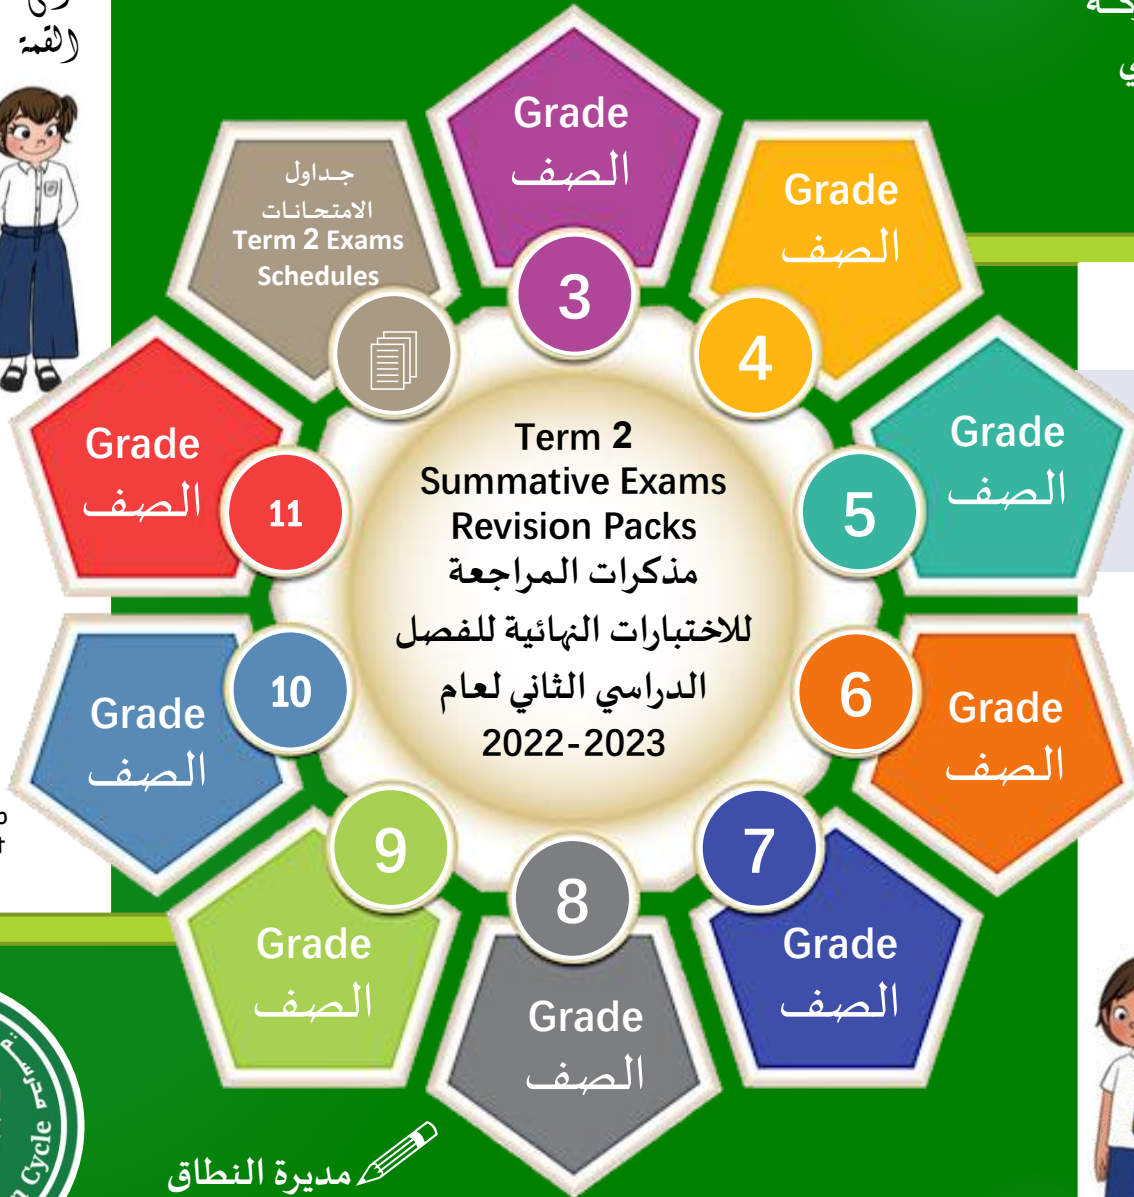 القمة
Grade
الصف
3
Grade
الصف
4
Grade
الصف
5
Grade
الصف
6
Grade
الصف
7
Grade
الصف
8
Grade
الصف
9
Grade
الصف
10
Grade
الصف
11
جداول
الامتحانات
Term 2 Exams
Schedules
Term 2
Summative Exams
Revision Packs
مذكرات المراجعة
للاختبارات النهائية للفصل
الدراسي الثاني لعام
2022-2023
مديرة النطاق
مدرسة
Cycle